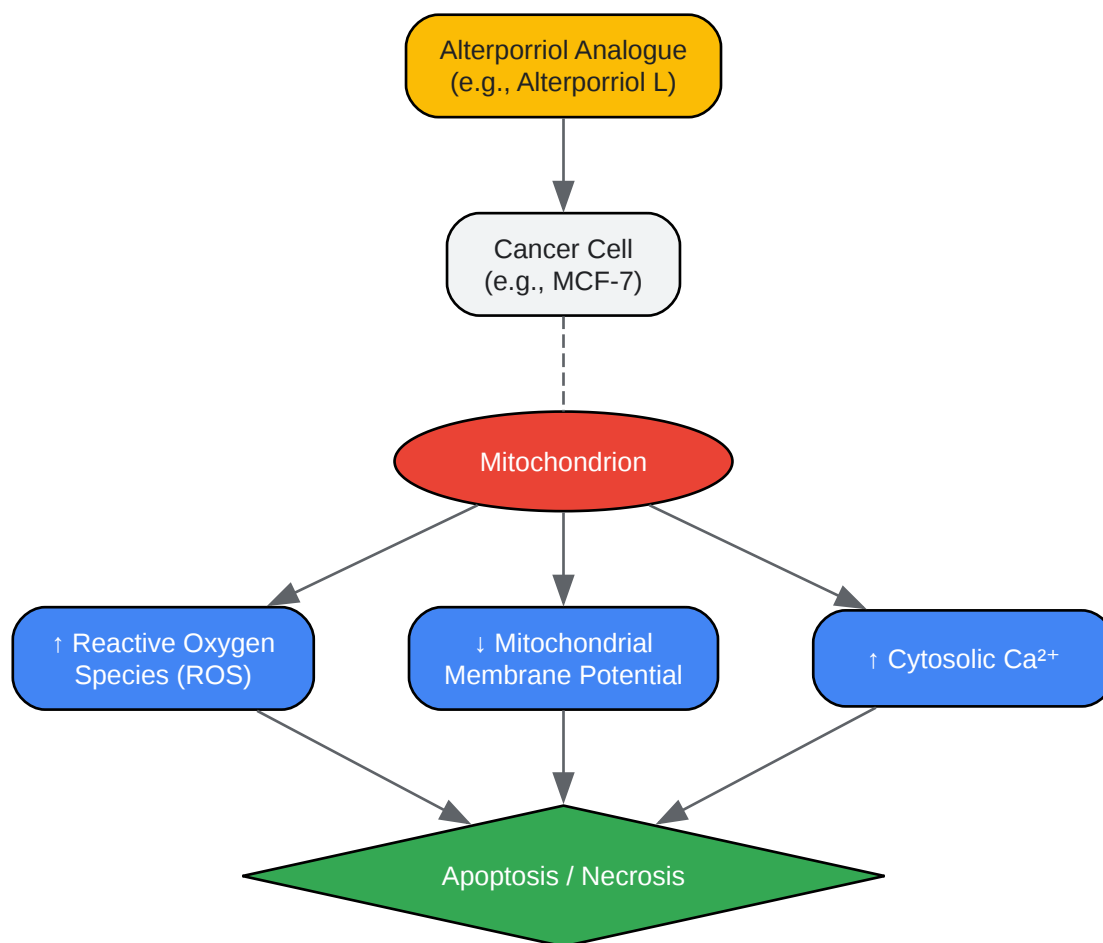 Alterporriol Analogue
(e.g., Alterporriol L)
Cancer Cell
(e.g., MCF-7)
Mitochondrion
↑ Reactive Oxygen
Species (ROS)
↓ Mitochondrial
Membrane Potential
↑ Cytosolic Ca²⁺
Apoptosis / Necrosis